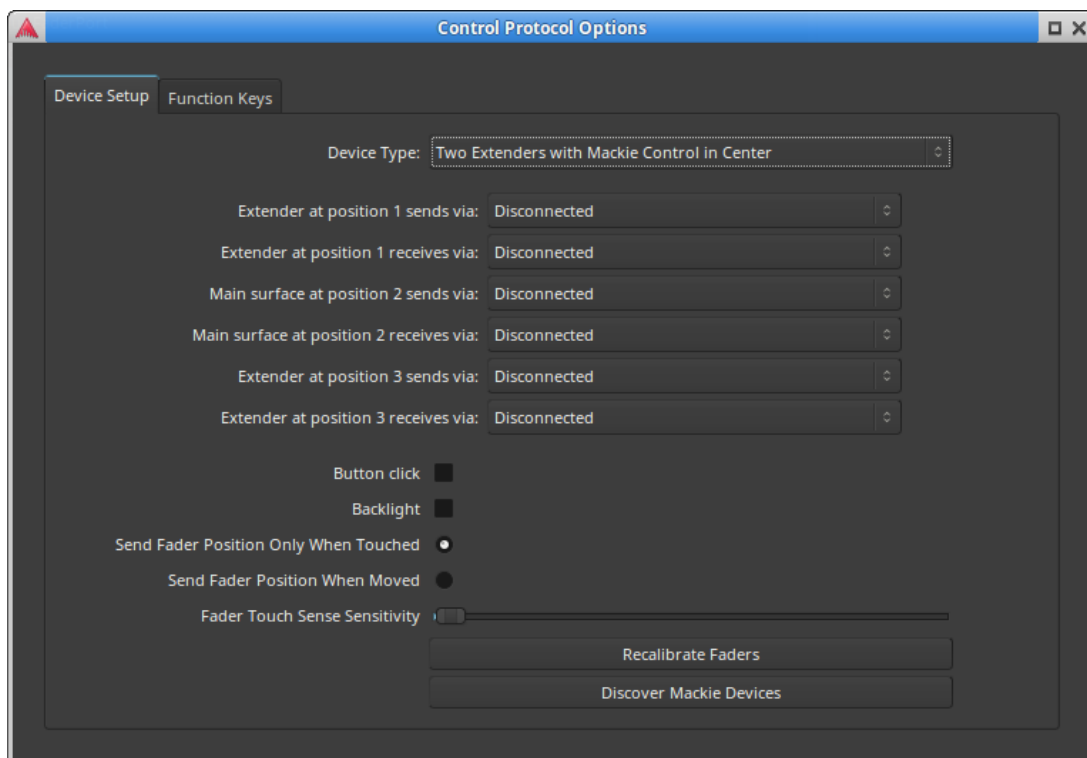 Control Protocol Options
Device Setup
Function Keys
Device Type: Two Extenders with Mackie Control in Center
Extender at position 1 sends via: Disconnected
Extender at position 1 receives via: Disconnected
Main surface at position 2 sends via: Disconnected
Main surface at position 2 receives via: Disconnected
Extender at position 3 sends via: Disconnected
Extender at position 3 receives via: Disconnected
Button click
Backlight
Send Fader Position Only When Touched
Send Fader Position When Moved
Fader Touch Sense Sensitivity
Recalibrate Faders
Discover Mackie Devices